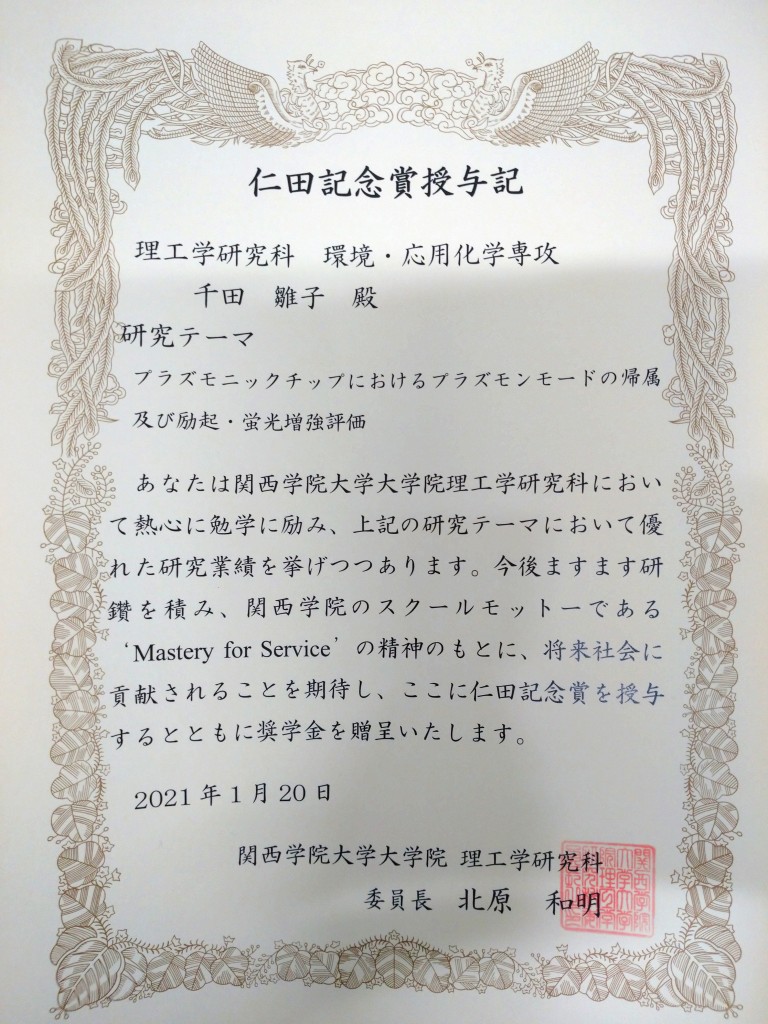 仁田記念賞授与記
理工学研究科　環境・応用化学専攻
千田　雛子　殿
研究テーマ
プラズモニックチップにおけるプラズモンモードの帰属
及び励起・蛍光増強評価
あなたは関西学院大学大学院理工学研究科におい
て熱心に勉学に励み、上記の研究テーマにおいて優
れた研究業績を挙げつつあります。今後ますます研
鑽を積み、関西学院のスクールモットーである
‘Mastery for Service’の精神のもとに、将来社会に
貢献されることを期待し、ここに仁田記念賞を授与
するとともに奨学金を贈呈いたします。
2021年1月20日
関西学院大学大学院 理工学研究科
委員長　北原　和明